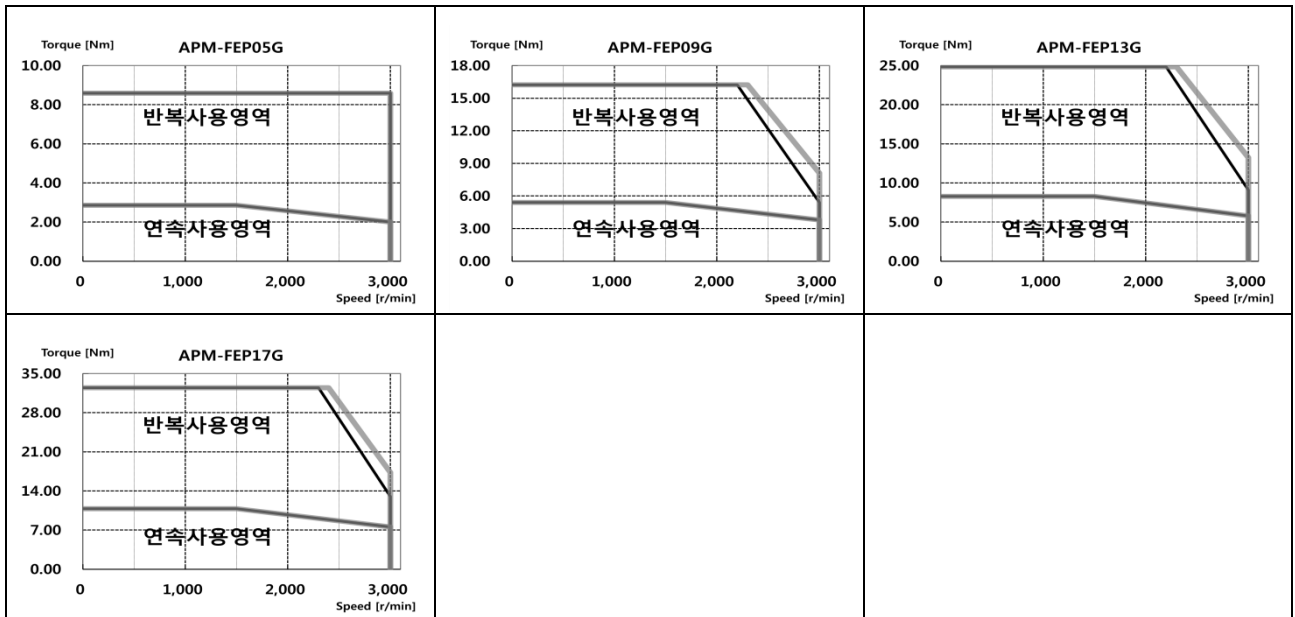 Torque [Nm] APM-FEP05G
10.00
8.00
반복사용영역
6.00
4.00
2.00
연속사용영역
0.00
0 1,000 2,000 3,000
Speed [r/min]
Torque [Nm] APM-FEP09G
18.00
15.00
반복사용영역
12.00
9.00
6.00
3.00
연속사용영역
0.00
0 1,000 2,000 3,000
Speed [r/min]
Torque [Nm] APM-FEP13G
25.00
20.00
반복사용영역
15.00
10.00
5.00
연속사용영역
0.00
0 1,000 2,000 3,000
Speed [r/min]
Torque [Nm] APM-FEP17G
35.00
28.00
반복사용영역
21.00
14.00
7.00
연속사용영역
0.00
0 1,000 2,000 3,000
Speed [r/min]